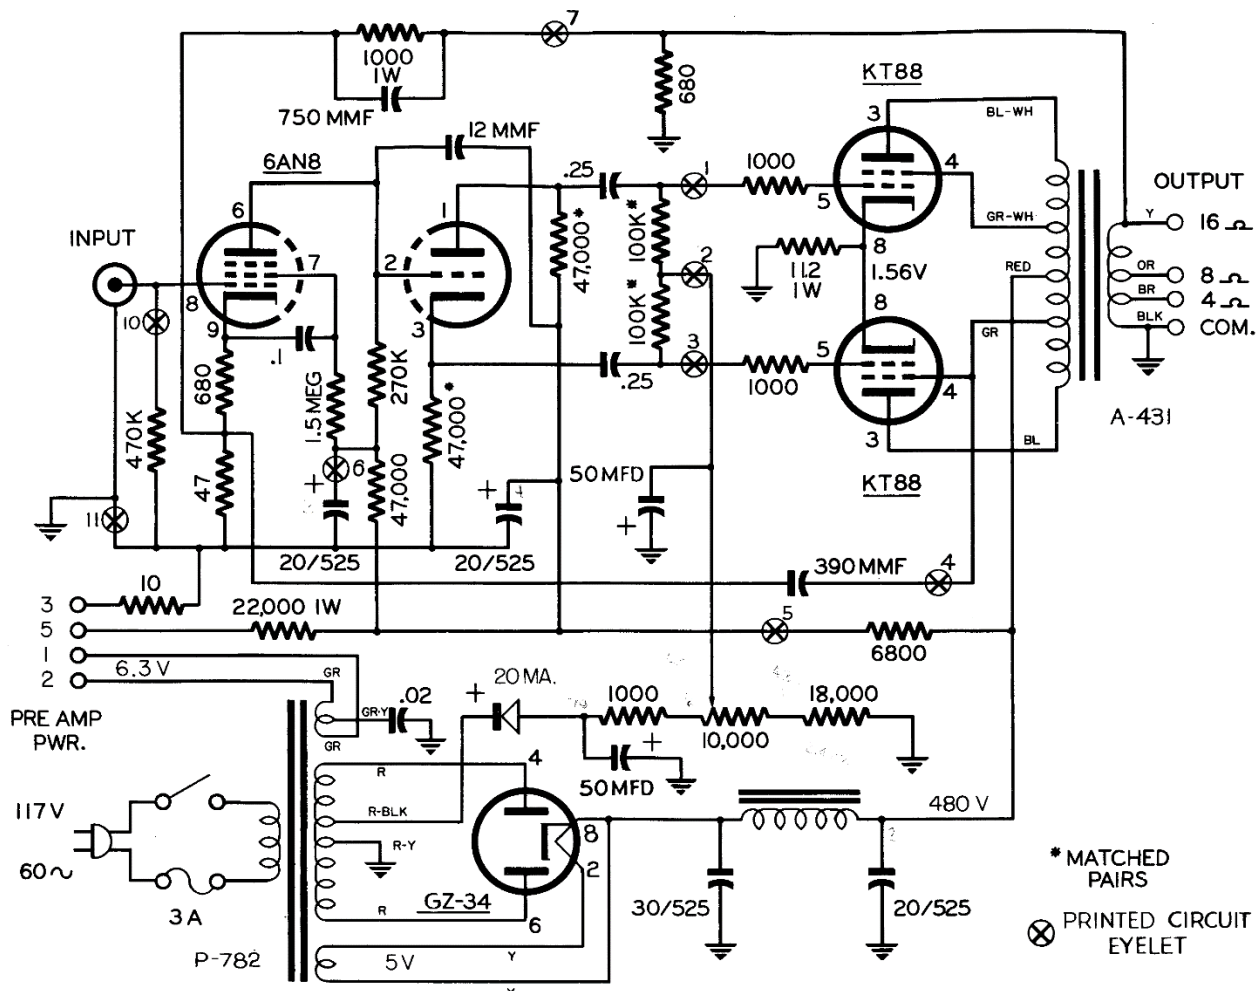 7
1000
1W
750 MMF
680
KT88
3
BL-WH
12 MMF
6AN8
.25
1
1000
4
OUTPUT
6
1
47,000*
100K*
5
GR-WH
Y
16 Ω
INPUT
7
2
2
8
RED
OR
8 Ω
11.2
1W
1.56V
BR
4 Ω
8
10
9
3
100K*
8
GR
BLK
COM.
.1
3
5
680
1.5 MEG
270K
.25
1000
4
A-431
470K
47,000*
3
BL
47
6
47,000
50 MFD
KT88
+
+
+
11
20/525
20/525
390 MMF
4
10
3
22,000 1W
5
5
6800
1
6.3 V
2
GR
20 MA.
+
1000
18,000
PRE AMP
PWR.
GR-Y
.02
10,000
GR
+
50 MFD
R
4
117V
R-BLK
480 V
8
R-Y
2
60~
* MATCHED
PAIRS
3A
R
GZ-34
6
30/525
20/525
PRINTED CIRCUIT
EYELET
P-782
5V
Y
Y